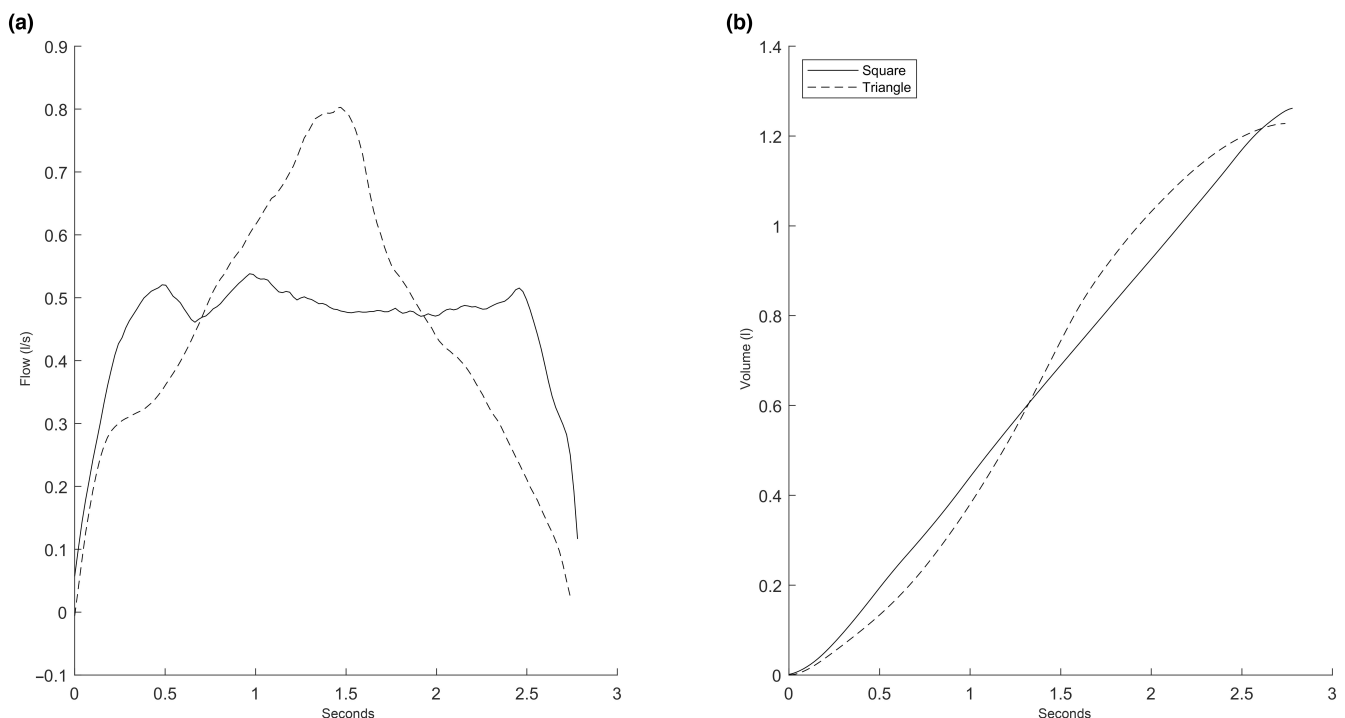 (a)
0.9
0.8
0.7
0.6
0.5
0.4
0.3
0.2
0.1
0
−0.1
Flow (l/s)
0 0.5 1 1.5 2 2.5 3
Seconds
(b)
1.4
1.2
1
0.8
0.6
0.4
0.2
0
Volume (l)
Square
Triangle
0 0.5 1 1.5 2 2.5 3
Seconds